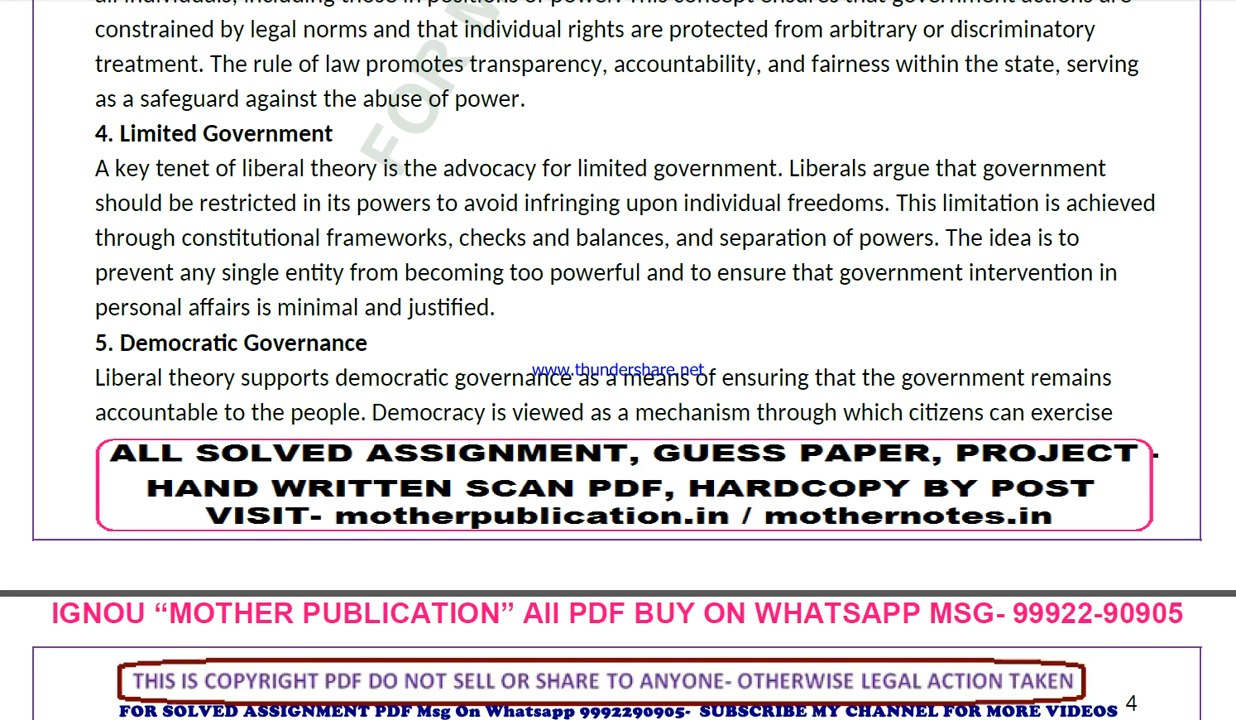 constrained by legal norms and that individual rights are protected from arbitrary or discriminatory
treatment. The rule of law promotes transparency, accountability, and fairness within the state, serving
as a safeguard against the abuse of power.
4. Limited Government
A key tenet of liberal theory is the advocacy for limited government. Liberals argue that government
should be restricted in its powers to avoid infringing upon individual freedoms. This limitation is achieved
through constitutional frameworks, checks and balances, and separation of powers. The idea is to
prevent any single entity from becoming too powerful and to ensure that government intervention in
personal affairs is minimal and justified.
5. Democratic Governance
www.thundershare.net
Liberal theory supports democratic governance as a means of ensuring that the government remains
accountable to the people. Democracy is viewed as a mechanism through which citizens can exercise
ALL SOLVED ASSIGNMENT, GUESS PAPER, PROJECT -
HAND WRITTEN SCAN PDF, HARDCOPY BY POST
VISIT- motherpublication.in / mothernotes.in
IGNOU “MOTHER PUBLICATION” All PDF BUY ON WHATSAPP MSG- 99922-90905
THIS IS COPYRIGHT PDF DO NOT SELL OR SHARE TO ANYONE- OTHERWISE LEGAL ACTION TAKEN
4
FOR SOLVED ASSIGNMENT PDF Msg On Whatsapp 9992290905- SUBSCRIBE MY CHANNEL FOR MORE VIDEOS
FOR